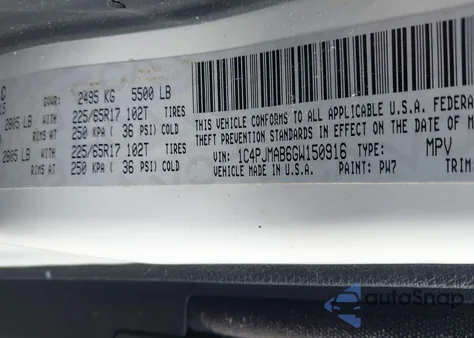 C
GVWR: 2495 KG 5500 LB
2805 LB WITH 225/65R17 102T TIRES
RIMS AT 250 KPA ( 36 PSI) COLD
2805 LB 225/65R17 102T TIRES
RIMS AT 250 KPA ( 36 PSI) COLD
THIS VEHICLE CONFORMS TO ALL APPLICABLE U.S.A. FEDERA
THEFT PREVENTION STANDARDS IN EFFECT ON THE DATE OF MAN
VIN: 1C4PJMAB6GW150916 TYPE: MPV
VEHICLE MADE IN U.S.A. PAINT: PW7 TRIM
autoSnap